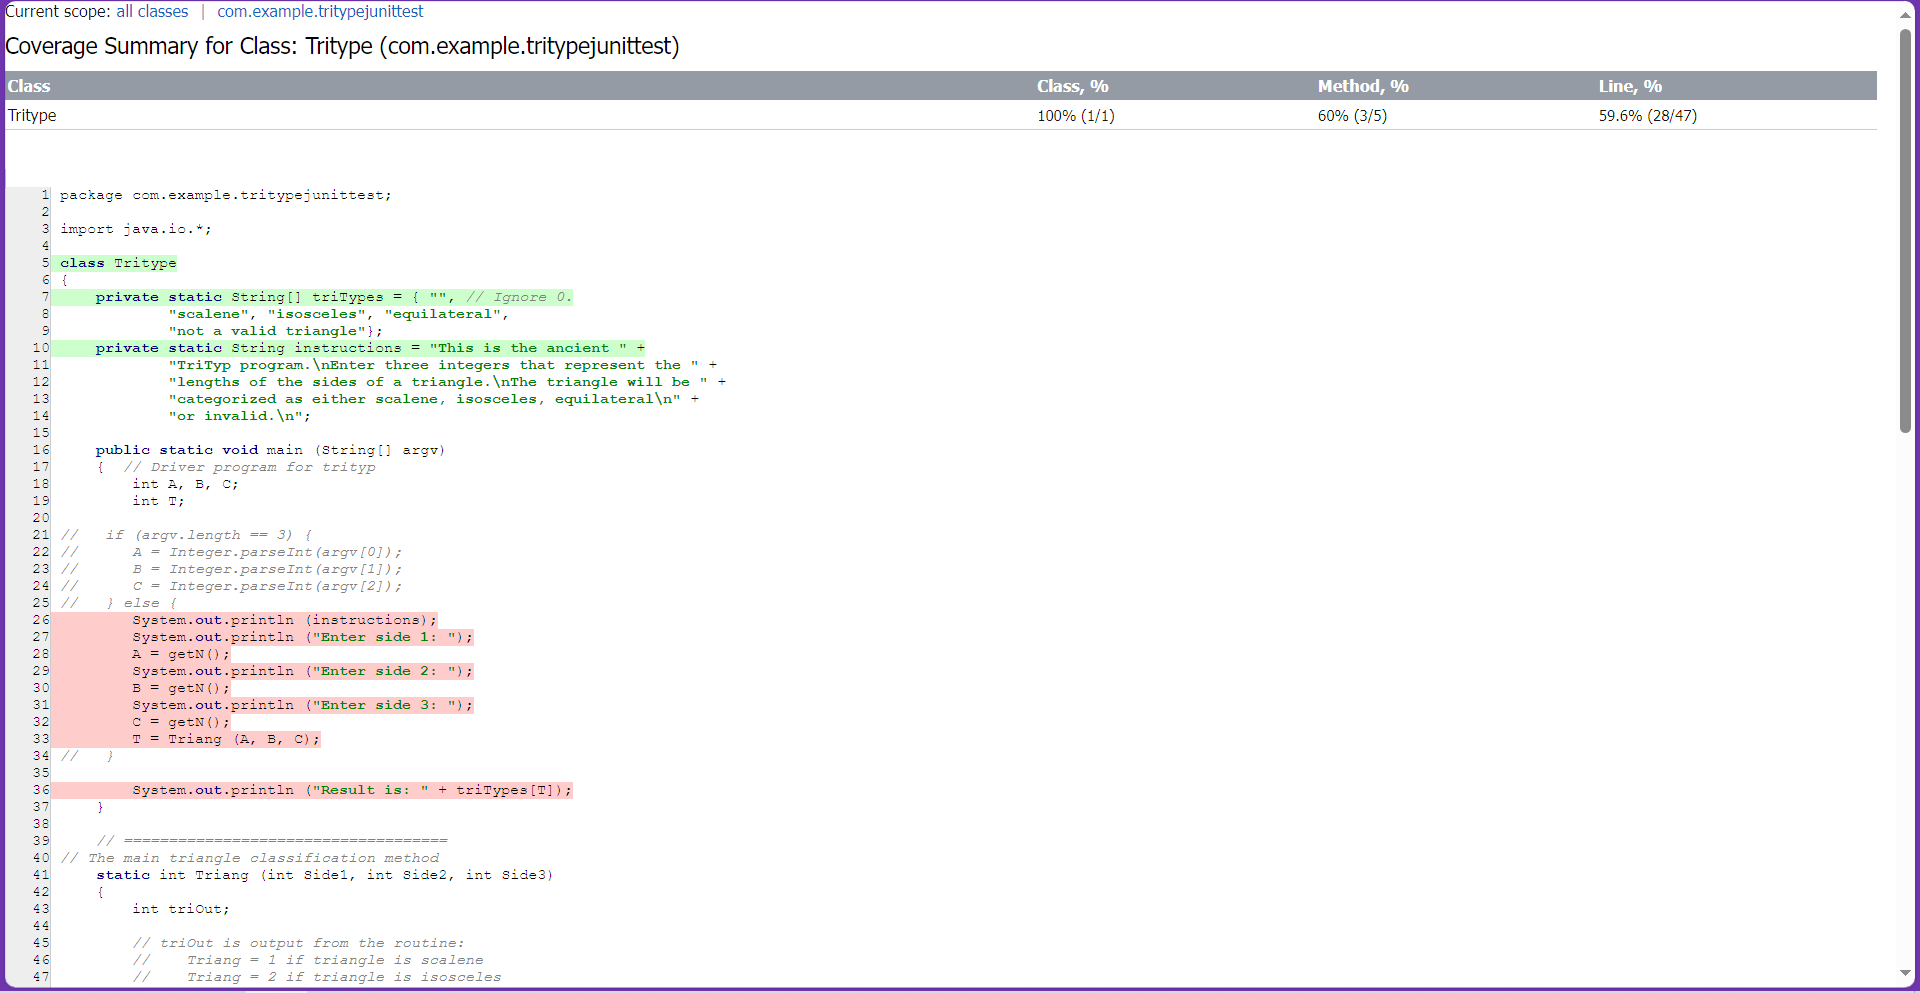 Current scope: all classes | com.example.tritypejunittest
Coverage Summary for Class: Tritype (com.example.tritypejunittest)
Class Class, % Method, % Line, %
Tritype 100% (1/1) 60% (3/5) 59.6% (28/47)
1 package com.example.tritypejunittest;
2
3 import java.io.*;
4
5 class Tritype
6 {
7     private static String[] triTypes = { "", // Ignore 0.
8             "scalene", "isosceles", "equilateral",
9             "not a valid triangle"};
10     private static String instructions = "This is the ancient " +
11             "TriTyp program.\nEnter three integers that represent the " +
12             "lengths of the sides of a triangle.\nThe triangle will be " +
13             "categorized as either scalene, isosceles, equilateral\n" +
14             "or invalid.\n";
15
16     public static void main (String[] argv)
17     {  // Driver program for trityp
18         int A, B, C;
19         int T;
20
21 //   if (argv.length == 3) {
22 //      A = Integer.parseInt(argv[0]);
23 //      B = Integer.parseInt(argv[1]);
24 //      C = Integer.parseInt(argv[2]);
25 //   } else {
26         System.out.println (instructions);
27         System.out.println ("Enter side 1: ");
28         A = getN();
29         System.out.println ("Enter side 2: ");
30         B = getN();
31         System.out.println ("Enter side 3: ");
32         C = getN();
33         T = Triang (A, B, C);
34 //   }
35
36         System.out.println ("Result is: " + triTypes[T]);
37     }
38
39     // ====================================
40 // The main triangle classification method
41     static int Triang (int Side1, int Side2, int Side3)
42     {
43         int triOut;
44
45         // triOut is output from the routine:
46         //    Triang = 1 if triangle is scalene
47         //    Triang = 2 if triangle is isosceles